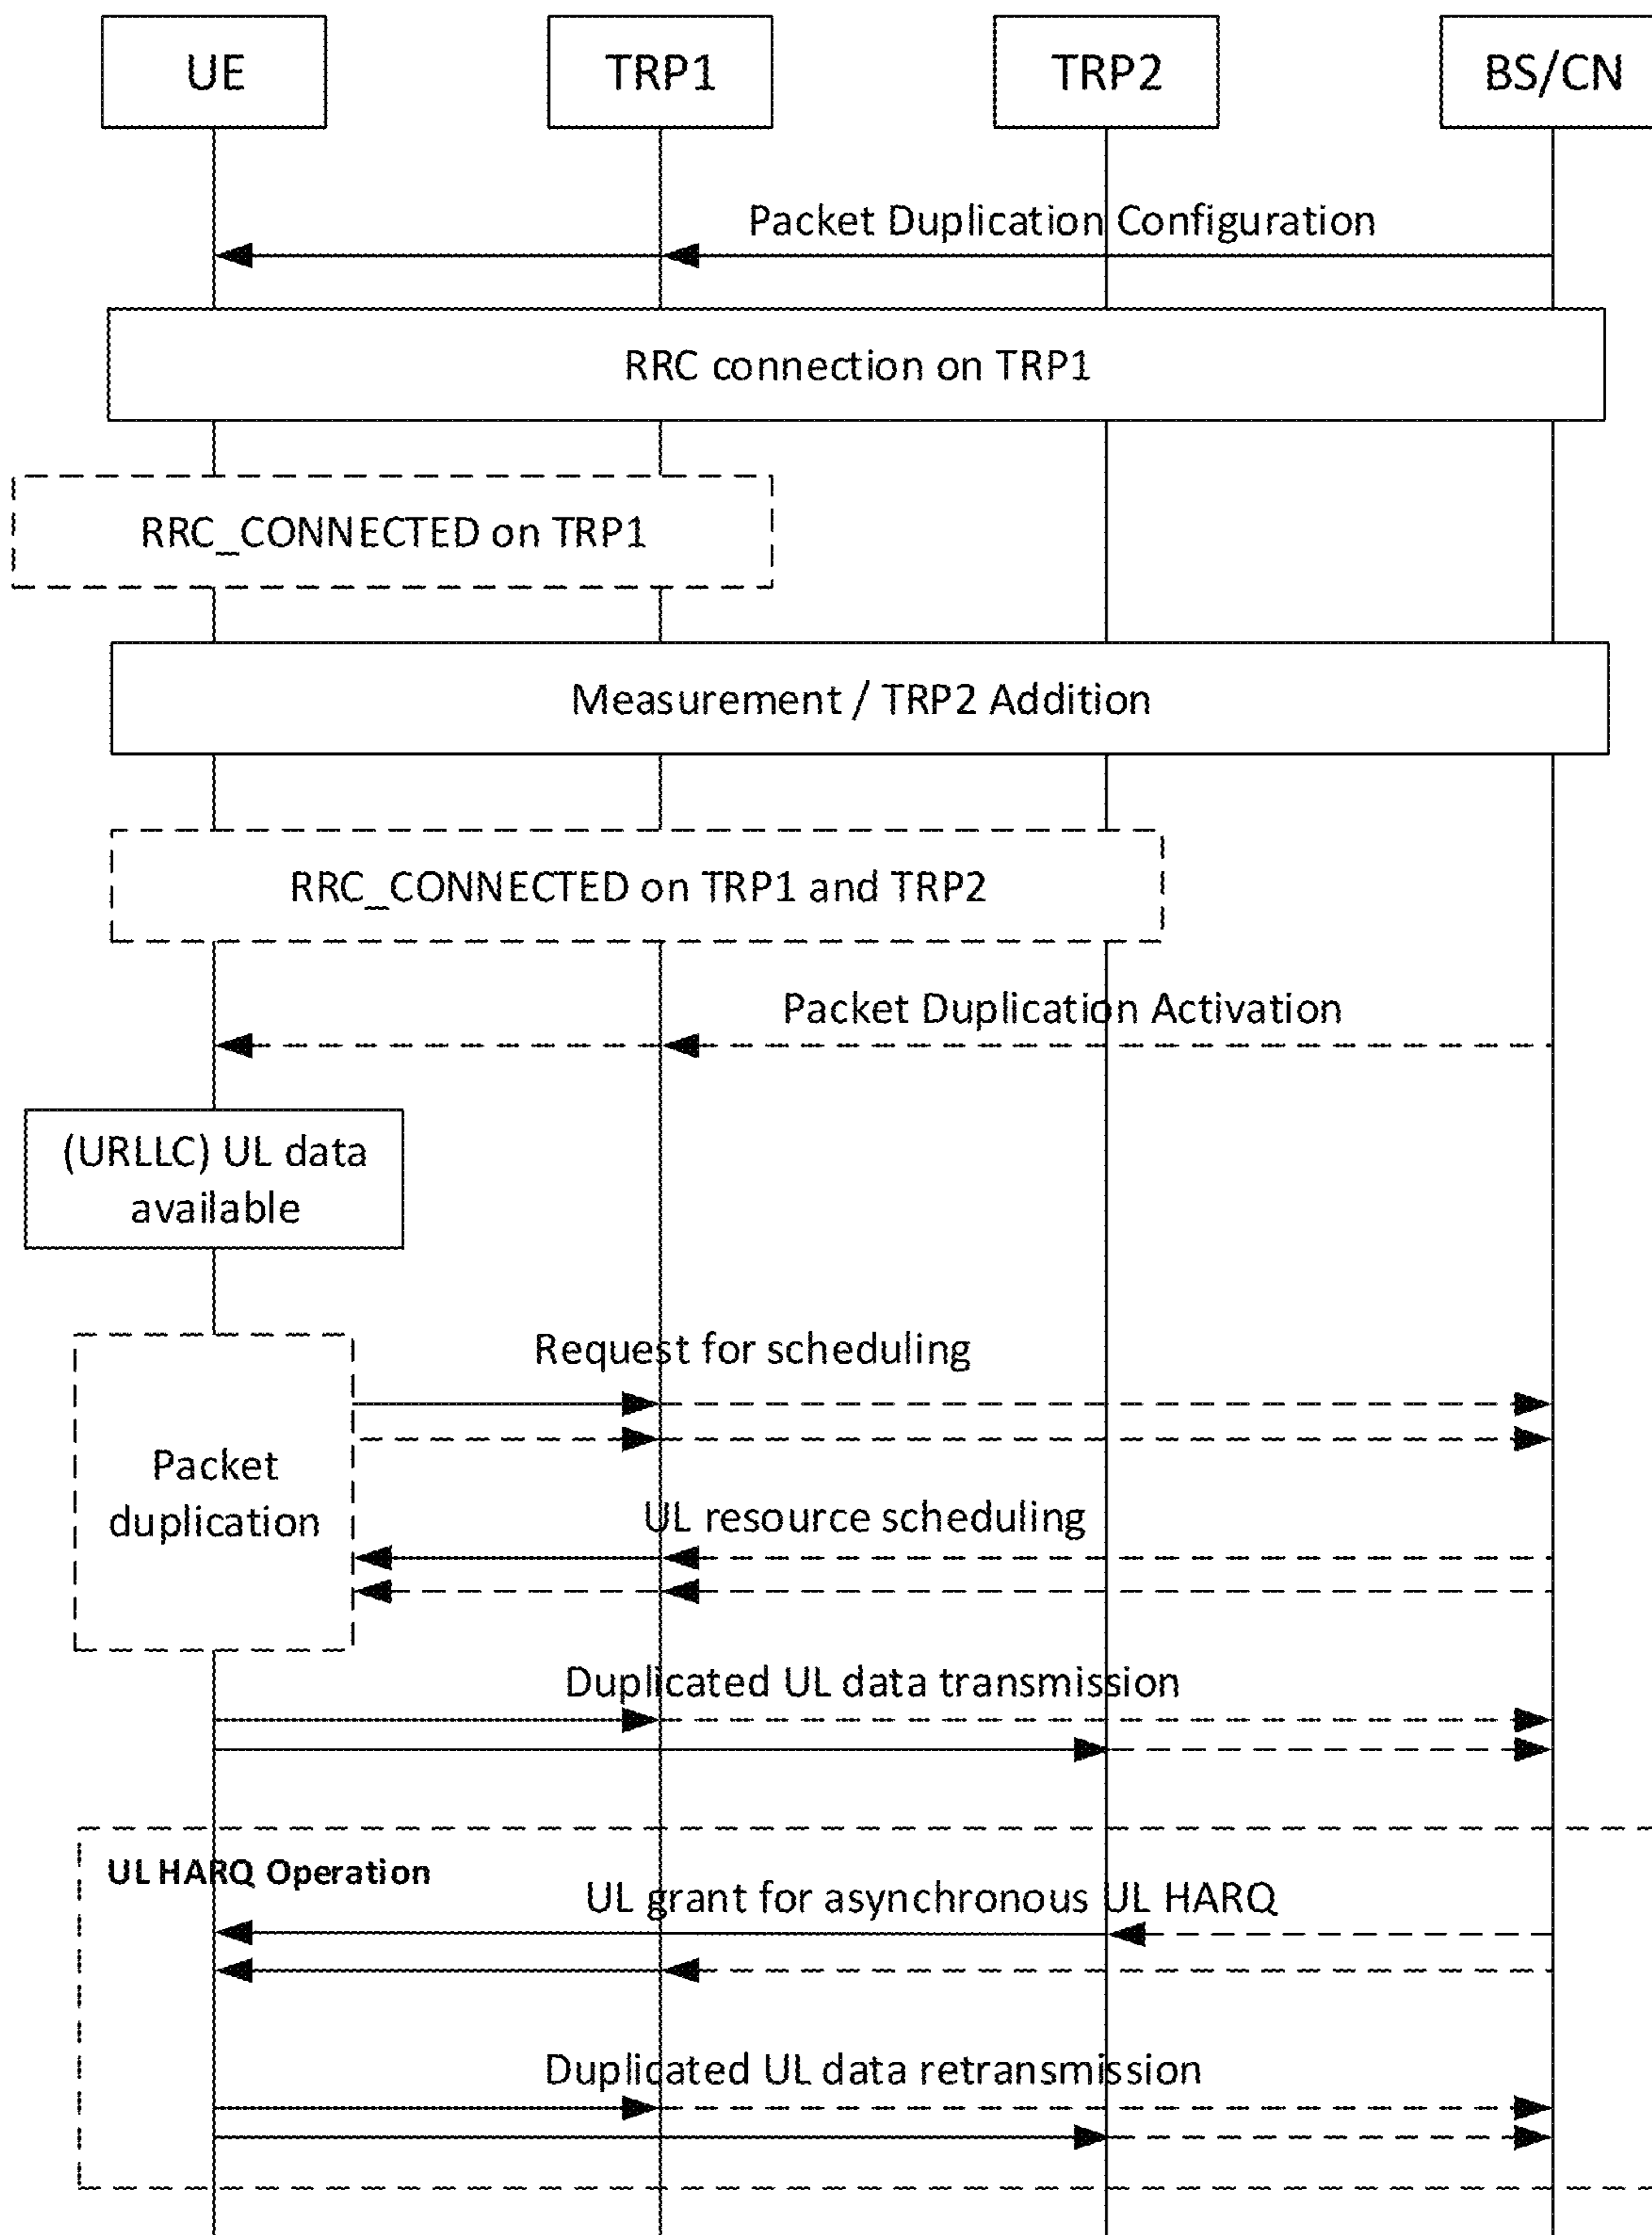 UE
TRP1
TRP2
BS/CN
Packet Duplication Configuration
RRC connection on TRP1
RRC_CONNECTED on TRP1
Measurement / TRP2 Addition
RRC_CONNECTED on TRP1 and TRP2
Packet Duplication Activation
(URLLC) UL data
available
Request for scheduling
Packet
duplication
UL resource scheduling
Duplicated UL data transmission
UL HARQ Operation
UL grant for asynchronous UL HARQ
Duplicated UL data retransmission